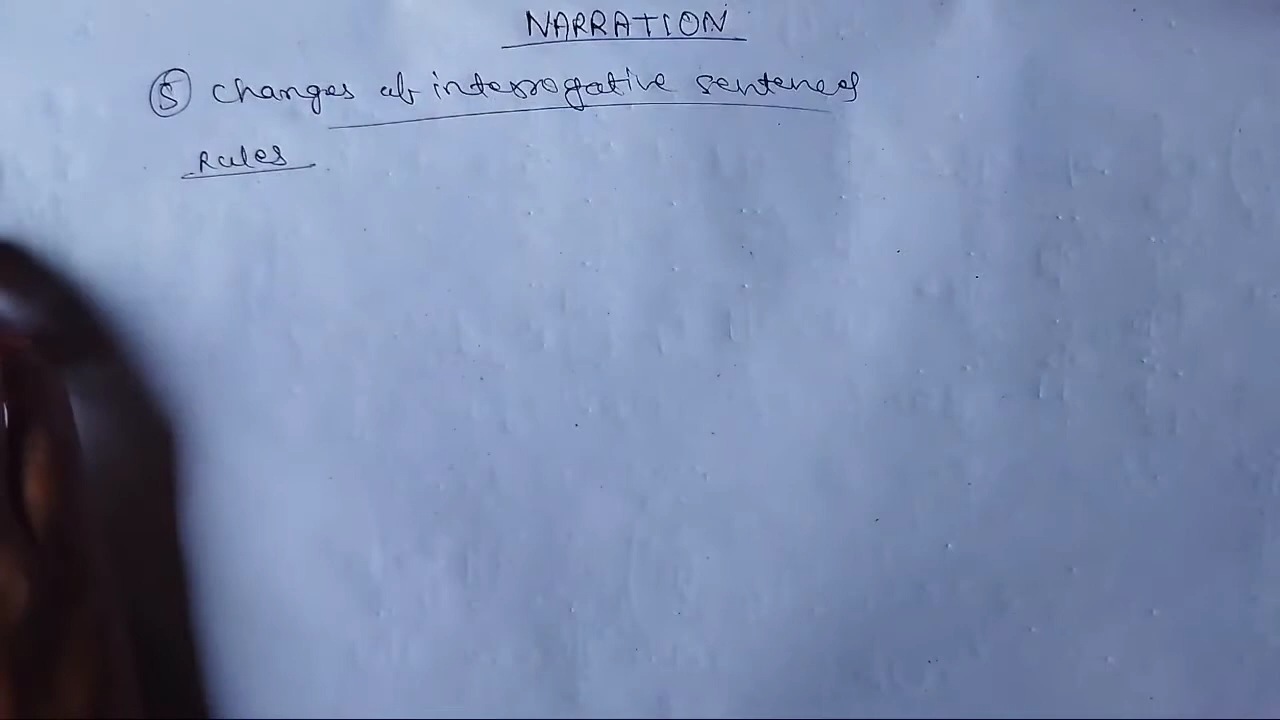 NARRATION
⑤ changes of interrogative sentences
Rules